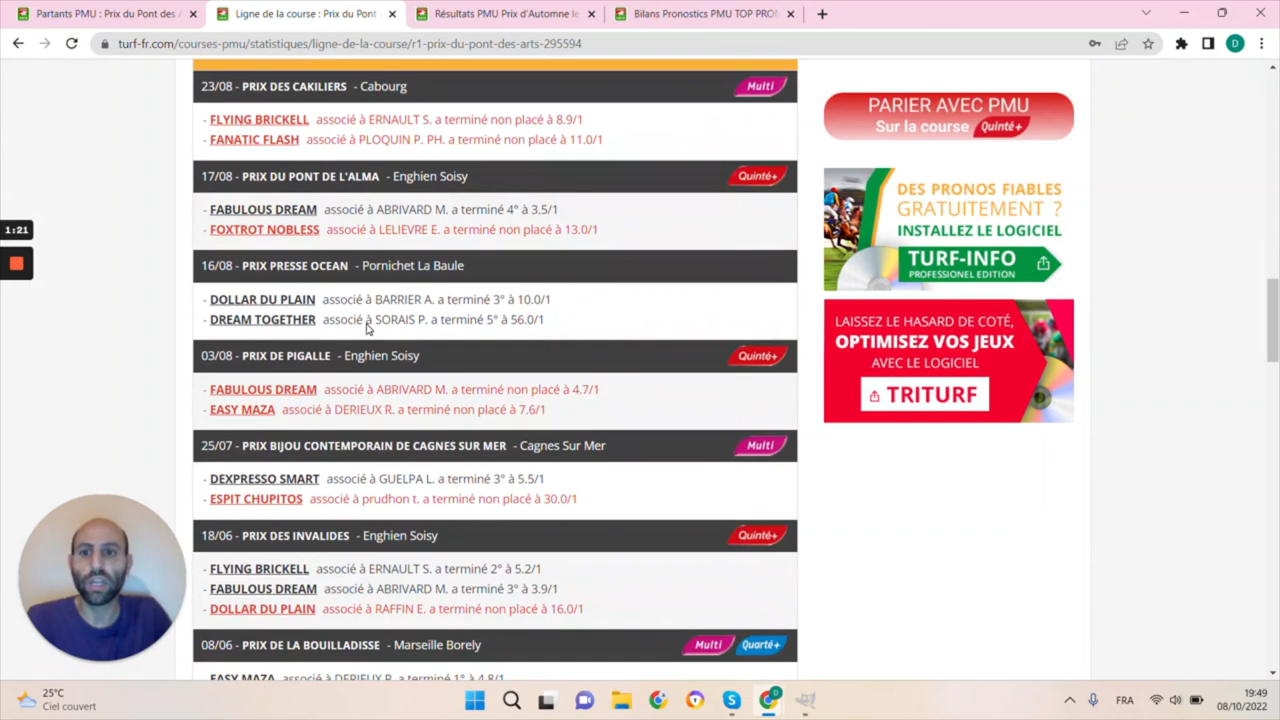 Partants PMU : Prix du Pont des A
Ligne de la course : Prix du Pont
Résultats PMU Prix d'Automne le
Bilans Pronostics PMU TOP PRON
turf-fr.com/courses-pmu/statistiques/ligne-de-la-course/r1-prix-du-pont-des-arts-295594
D
23/08 - PRIX DES CAKILIERS - Cabourg Multi
- FLYING BRICKELL associé à ERNAULT S. a terminé non placé à 8.9/1
- FANATIC FLASH associé à PLOQUIN P. PH. a terminé non placé à 11.0/1
17/08 - PRIX DU PONT DE L'ALMA - Enghien Soisy Quinté+
- FABULOUS DREAM associé à ABRIVARD M. a terminé 4° à 3.5/1
- FOXTROT NOBLESS associé à LELIEVRE E. a terminé non placé à 13.0/1
16/08 - PRIX PRESSE OCEAN - Pornichet La Baule
- DOLLAR DU PLAIN associé à BARRIER A. a terminé 3° à 10.0/1
- DREAM TOGETHER associé à SORAIS P. a terminé 5° à 56.0/1
03/08 - PRIX DE PIGALLE - Enghien Soisy Quinté+
- FABULOUS DREAM associé à ABRIVARD M. a terminé non placé à 4.7/1
- EASY MAZA associé à DERIEUX R. a terminé non placé à 7.6/1
25/07 - PRIX BIJOU CONTEMPORAIN DE CAGNES SUR MER - Cagnes Sur Mer Multi
- DEXPRESSO SMART associé à GUELPA L. a terminé 3° à 5.5/1
- ESPIT CHUPITOS associé à prudhon t. a terminé non placé à 30.0/1
18/06 - PRIX DES INVALIDES - Enghien Soisy Quinté+
- FLYING BRICKELL associé à ERNAULT S. a terminé 2° à 5.2/1
- FABULOUS DREAM associé à ABRIVARD M. a terminé 3° à 3.9/1
- DOLLAR DU PLAIN associé à RAFFIN E. a terminé non placé à 16.0/1
08/06 - PRIX DE LA BOUILLADISSE - Marseille Borely Multi Quarté+
- EASY MAZA associé à DERIEUX R. a terminé 1° à 4.8/1
PARIER AVEC PMU
Sur la course Quinté+
DES PRONOS FIABLES
GRATUITEMENT ?
INSTALLEZ LE LOGICIEL
TURF-INFO
PROFESSIONEL EDITION
LAISSEZ LE HASARD DE COTÉ,
OPTIMISEZ VOS JEUX
AVEC LE LOGICIEL
TRITURF
1:21
25°C
Ciel couvert
D
FRA
19:49
08/10/2022